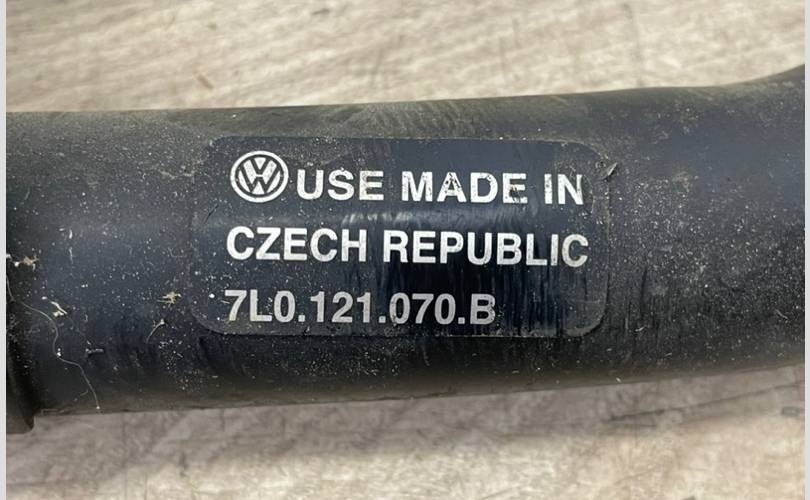 USE MADE IN
CZECH REPUBLIC
7L0.121.070.B